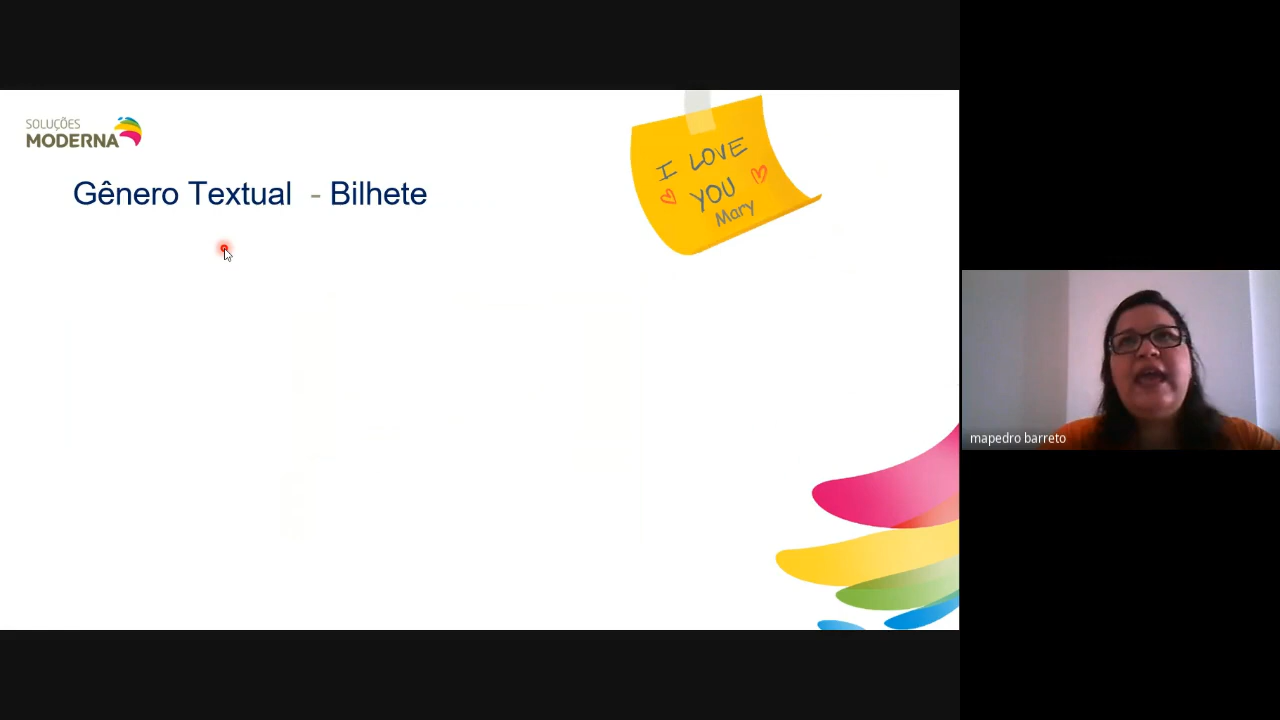 SOLUÇÕES
MODERNA
Gênero Textual - Bilhete
I LOVE
YOU
Mary
mapedro barreto